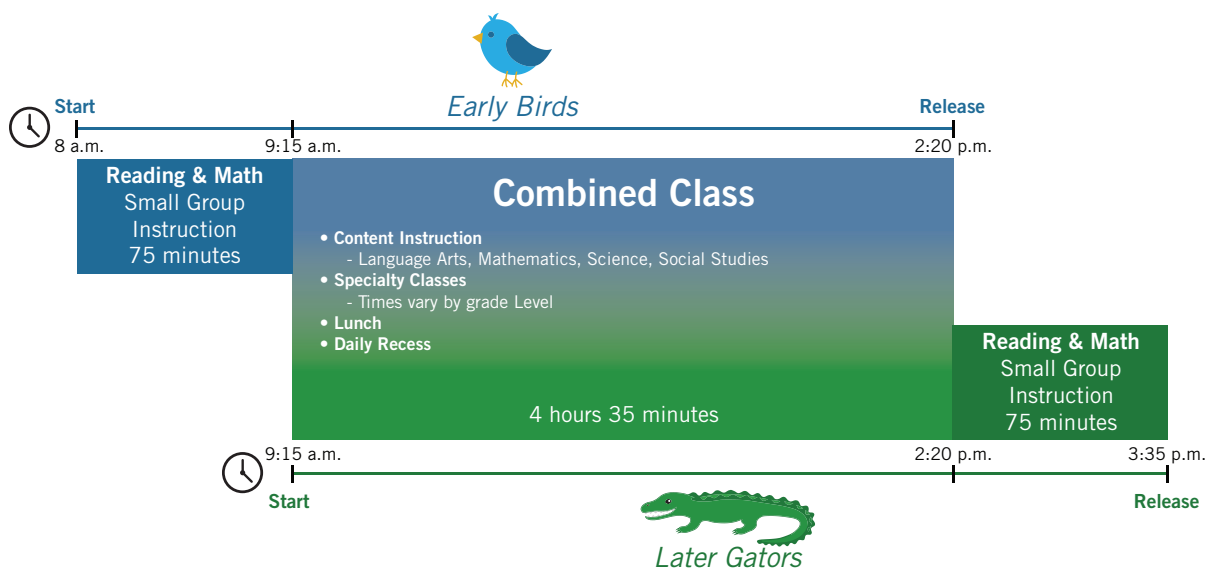 Early Birds
Start
Release
8 a.m.
9:15 a.m.
2:20 p.m.
Reading & Math
Small Group
Instruction
75 minutes
Combined Class
• Content Instruction
- Language Arts, Mathematics, Science, Social Studies
• Specialty Classes
- Times vary by grade Level
• Lunch
• Daily Recess
4 hours 35 minutes
Reading & Math
Small Group
Instruction
75 minutes
9:15 a.m.
2:20 p.m.
3:35 p.m.
Start
Release
Later Gators